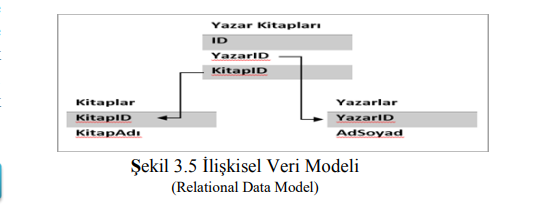 Yazar Kitapları
ID
YazarID
KitapID
Kitaplar
KitapID
KitapAdı
Yazarlar
YazarID
AdSoyad
Şekil 3.5 İlişkisel Veri Modeli
(Relational Data Model)